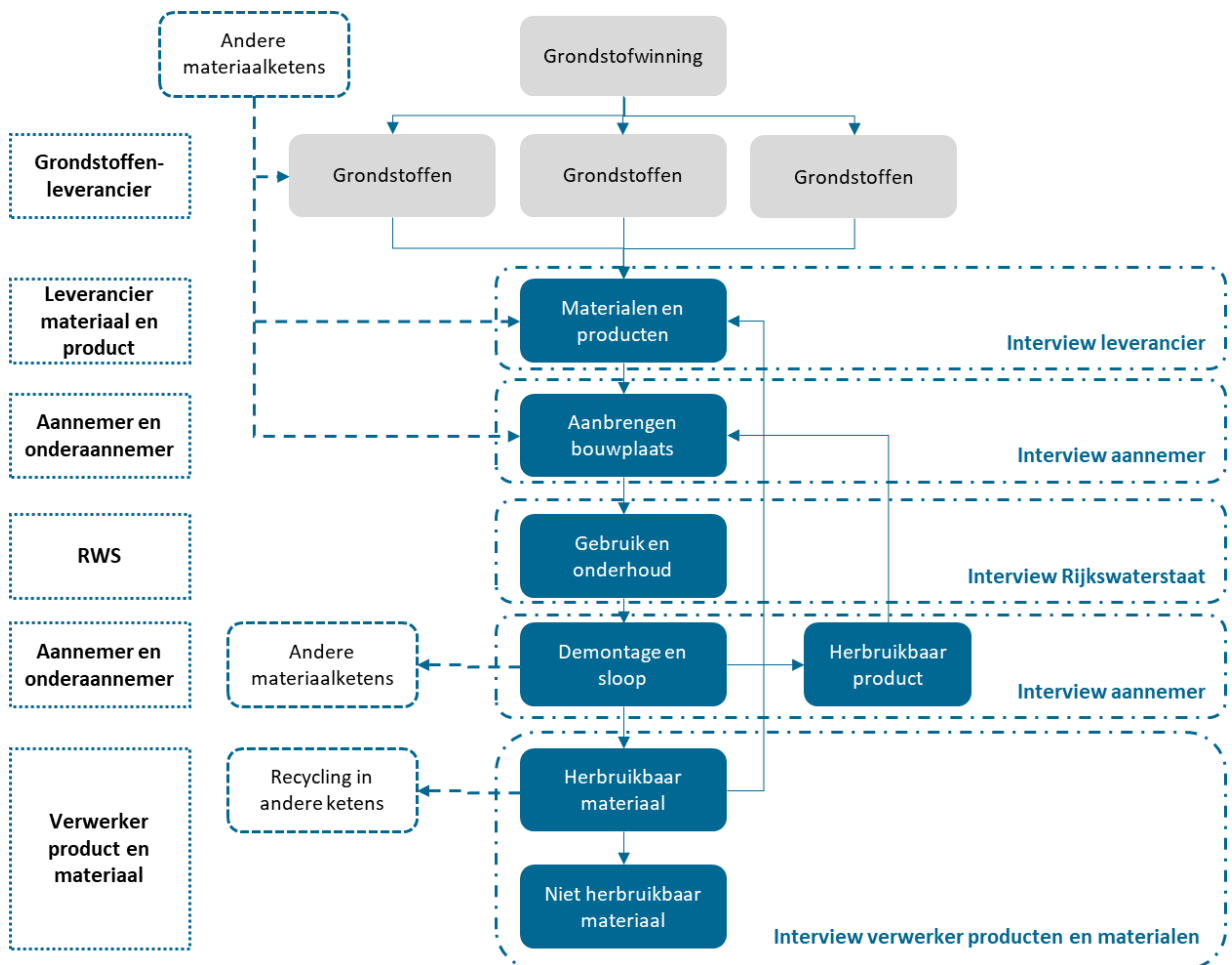 Andere
materiaalketens
Grondstofwinning
Grondstoffen-
leverancier
Grondstoffen
Grondstoffen
Grondstoffen
Leverancier
materiaal en
product
Materialen en
producten
Interview leverancier
Aannemer en
onderaannemer
Aanbrengen
bouwplaats
Interview aannemer
RWS
Gebruik en
onderhoud
Interview Rijkswaterstaat
Aannemer en
onderaannemer
Andere
materiaalketens
Demontage en
sloop
Herbruikbaar
product
Interview aannemer
Verwerker
product en
materiaal
Recycling in
andere ketens
Herbruikbaar
materiaal
Niet herbruikbaar
materiaal
Interview verwerker producten en materialen